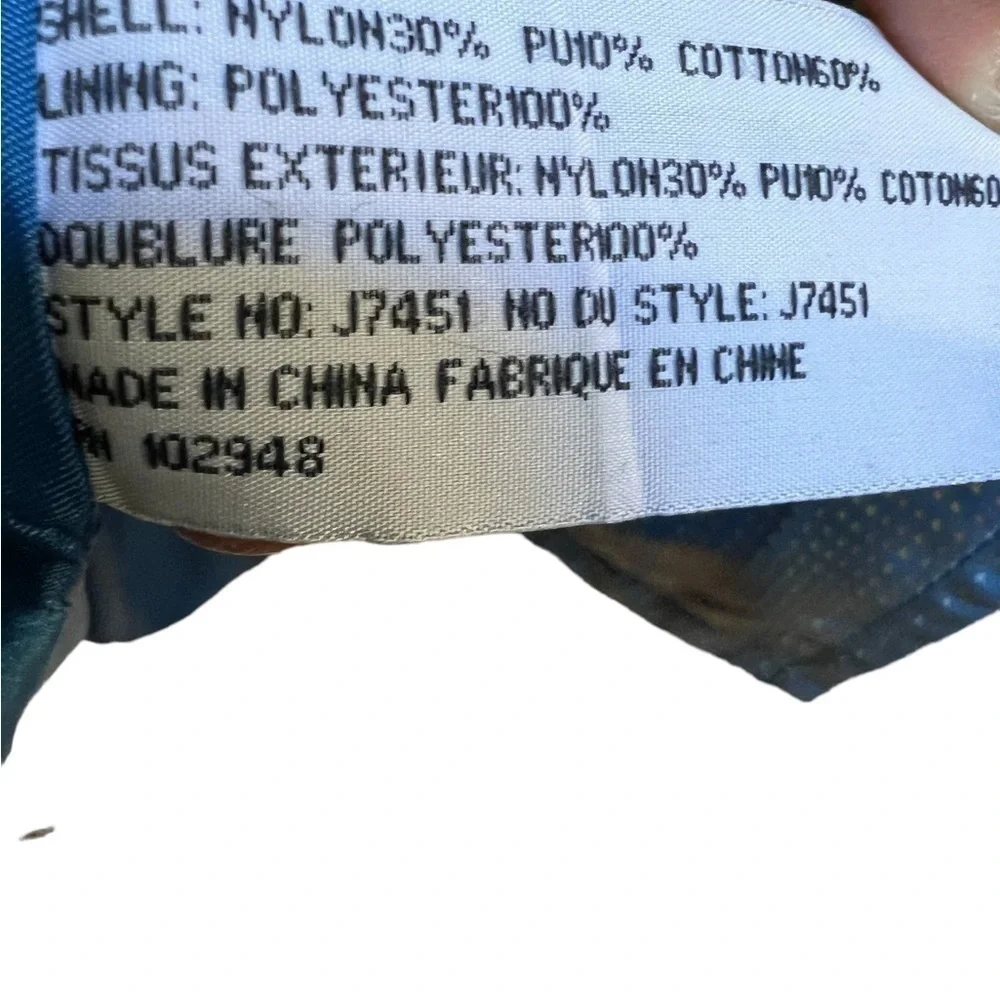 SHELL: NYLON30% PU10% COTTON60%
LINING: POLYESTER100%
TISSUS EXTERIEUR: NYLON30% PU10% COTON60
DOUBLURE POLYESTER100%
STYLE NO: J7451 NO DU STYLE: J7451
MADE IN CHINA FABRIQUE EN CHINE
102948